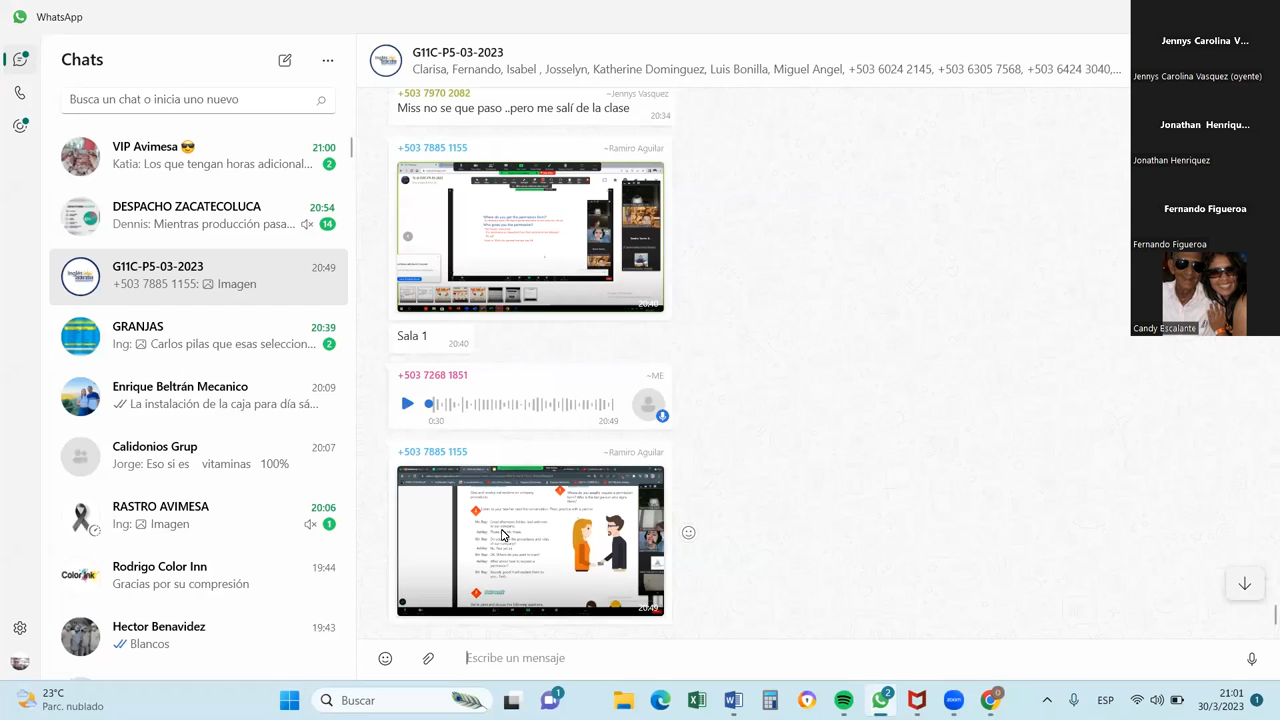 WhatsApp
Chats
Busca un chat o inicia uno nuevo
VIP Avimesa 21:00
Katia: Los que tengan horas adicional... 2
DESPACHO ZACATECOLUCA 20:54
14
G11C-P5-03-2023 20:49
Imagen
GRANJAS 20:39
Ing: Carlos pilas que esas seleccion... 2
Enrique Beltrán Mecanico 20:09
La instalación de la caja para día sá...
Calidonios Grup 20:07
Jorge: Eso si es vitaminas 100%
20:06
Ing: Imagen 1
Rodrigo Color Inn 19:44
Gracias por su compresión
Hector Benavidez 19:43
Blancos
G11C-P5-03-2023
Clarisa, Fernando, Isabel , Josselyn, Katherine Dominguez, Luis Bonilla, Miguel Angel, +503 6024 2145, +503 6305 7568, +503 6424 3040,...
+503 7970 2082 ~Jennys Vasquez
Miss no se que paso ..pero me salí de la clase
20:34
+503 7885 1155 ~Ramiro Aguilar
20:40
Sala 1
20:40
+503 7268 1851 ~ME
0:30 20:49
+503 7885 1155 ~Ramiro Aguilar
20:49
Escribe un mensaje
Jennys Carolina V...
Jennys Carolina Vasquez (oyente)
Jonathan Henriqu...
Jonathan Henriquez
Fernando Figueroa
Fernando Figueroa
Candy Escalante
23°C
Parc. nublado
Buscar
1
2
0
ESP
21:01
30/3/2023
1